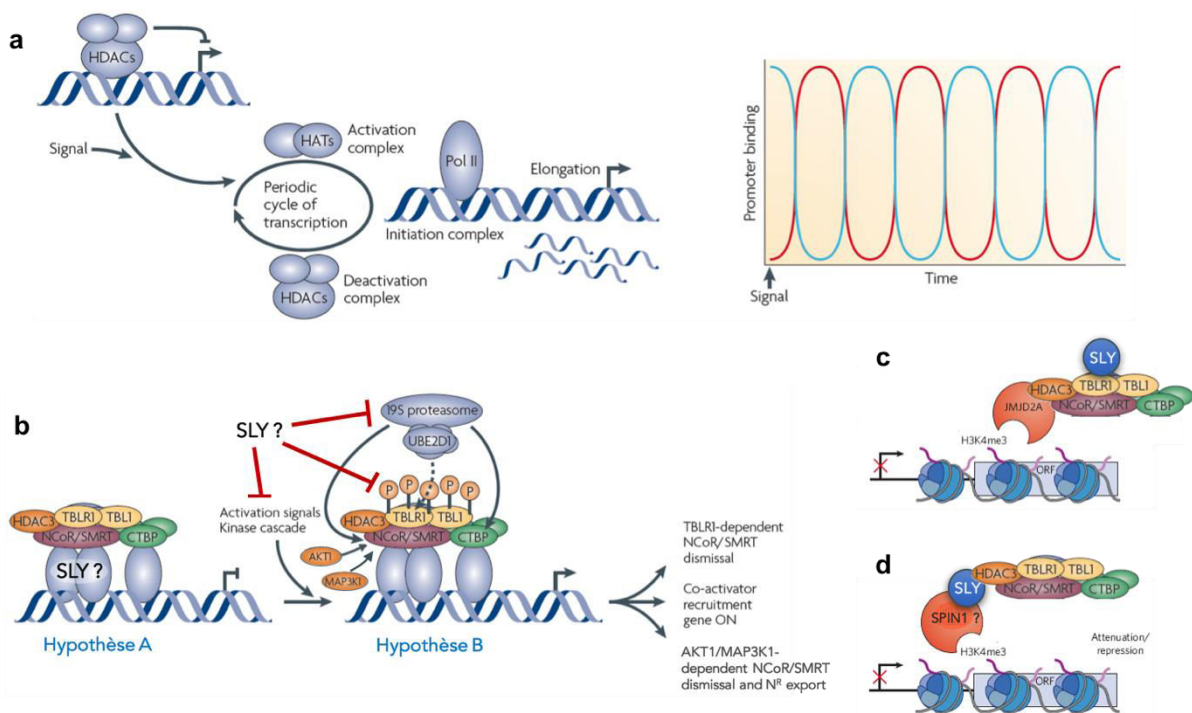 a
HDACs
Signal
HATs
Activation
complex
Periodic
cycle of
transcription
HDACs
Deactivation
complex
Pol II
Elongation
Initiation complex
Promoter binding
Time
Signal
b
HDAC3
TBLR1
TBL1
NCoR/SMRT
CTBP
SLY ?
Hypothèse A
SLY ?
Activation signals
Kinase cascade
19S proteasome
UBE2D1
P
P
P
P
P
HDAC3
TBLR1
TBL1
NCoR/SMRT
CTBP
AKT1
MAP3K1
Hypothèse B
TBLR1-dependent
NCoR/SMRT
dismissal
Co-activator
recruitment
gene ON
AKT1/MAP3K1-
dependent NCoR/SMRT
dismissal and Nᴿ export
c
SLY
HDAC3
TBLR1
TBL1
NCoR/SMRT
CTBP
JMJD2A
H3K4me3
ORF
d
SLY
HDAC3
TBLR1
TBL1
NCoR/SMRT
CTBP
SPIN1 ?
H3K4me3
Attenuation/
repression
ORF